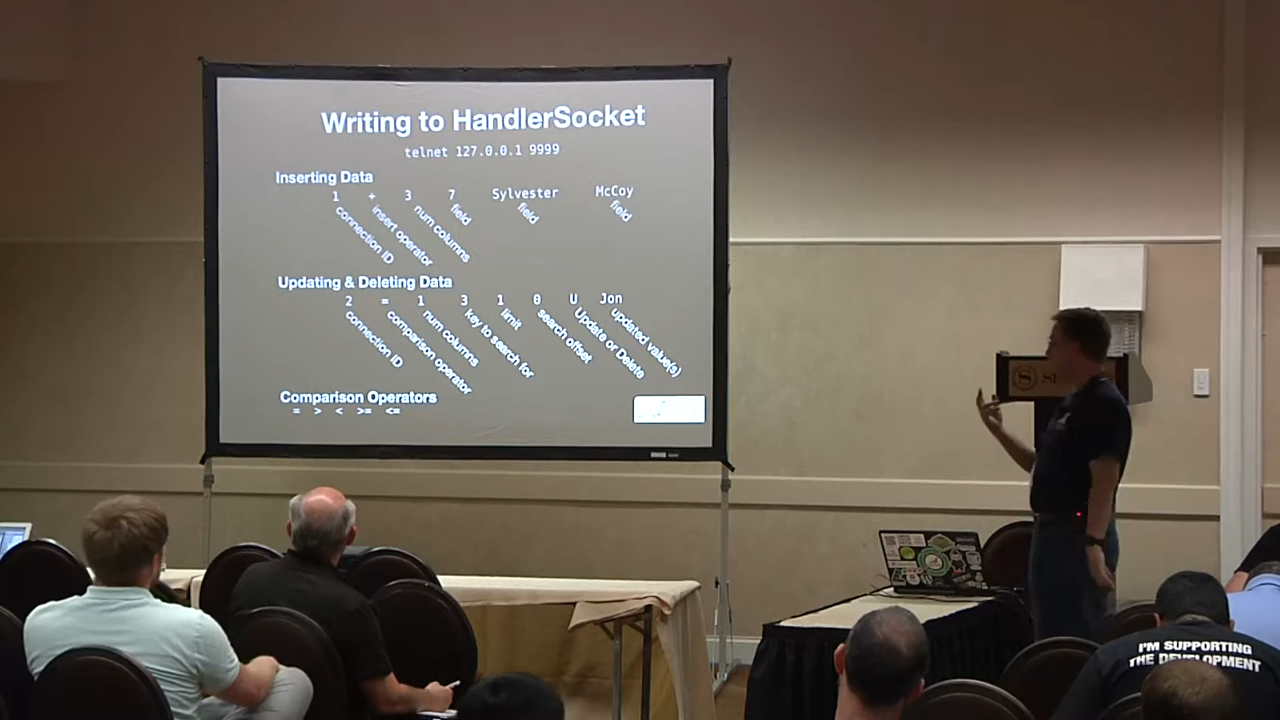 Writing to HandlerSocket
telnet 127.0.0.1 9999
Inserting Data
1 + 3 7 Sylvester McCoy
connection ID insert operator num columns field field field
Updating & Deleting Data
2 = 1 3 1 0 U Jon
connection ID comparison operator num columns key to search for limit search offset Update or Delete updated value(s)
Comparison Operators
= > < >= <=
I'M SUPPORTING
THE DEVELOPMENT